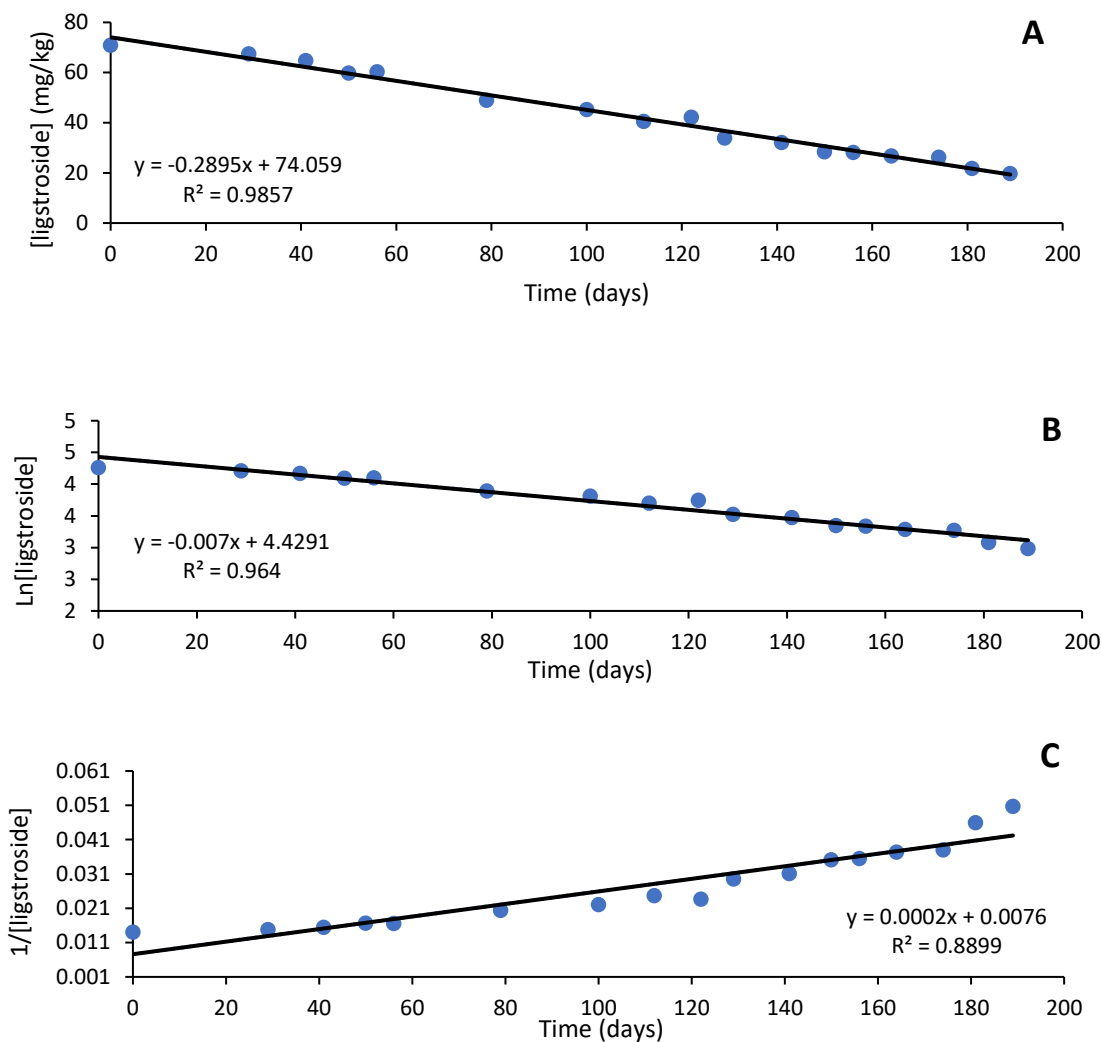 A
[ligstroside] (mg/kg)
80
60
40
20
0
y = -0.2895x + 74.059
R² = 0.9857
0 20 40 60 80 100 120 140 160 180 200
Time (days)
B
Ln[ligstroside]
5
5
4
4
3
3
2
y = -0.007x + 4.4291
R² = 0.964
0 20 40 60 80 100 120 140 160 180 200
Time (days)
C
1/[ligstroside]
0.061
0.051
0.041
0.031
0.021
0.011
0.001
y = 0.0002x + 0.0076
R² = 0.8899
0 20 40 60 80 100 120 140 160 180 200
Time (days)